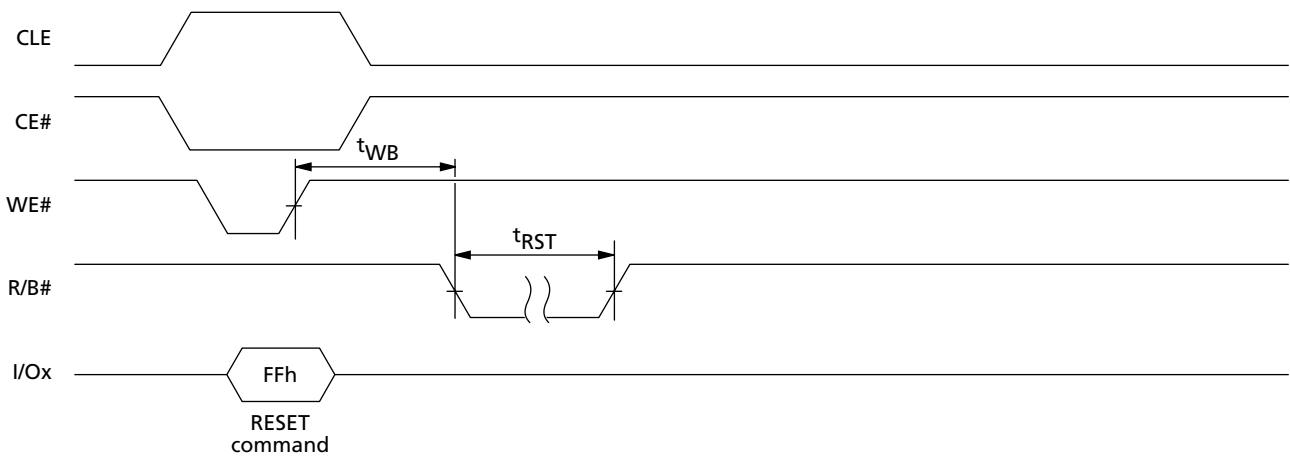 CLE
CE#
tWB
WE#
tRST
R/B#
I/Ox
FFh
RESET
command